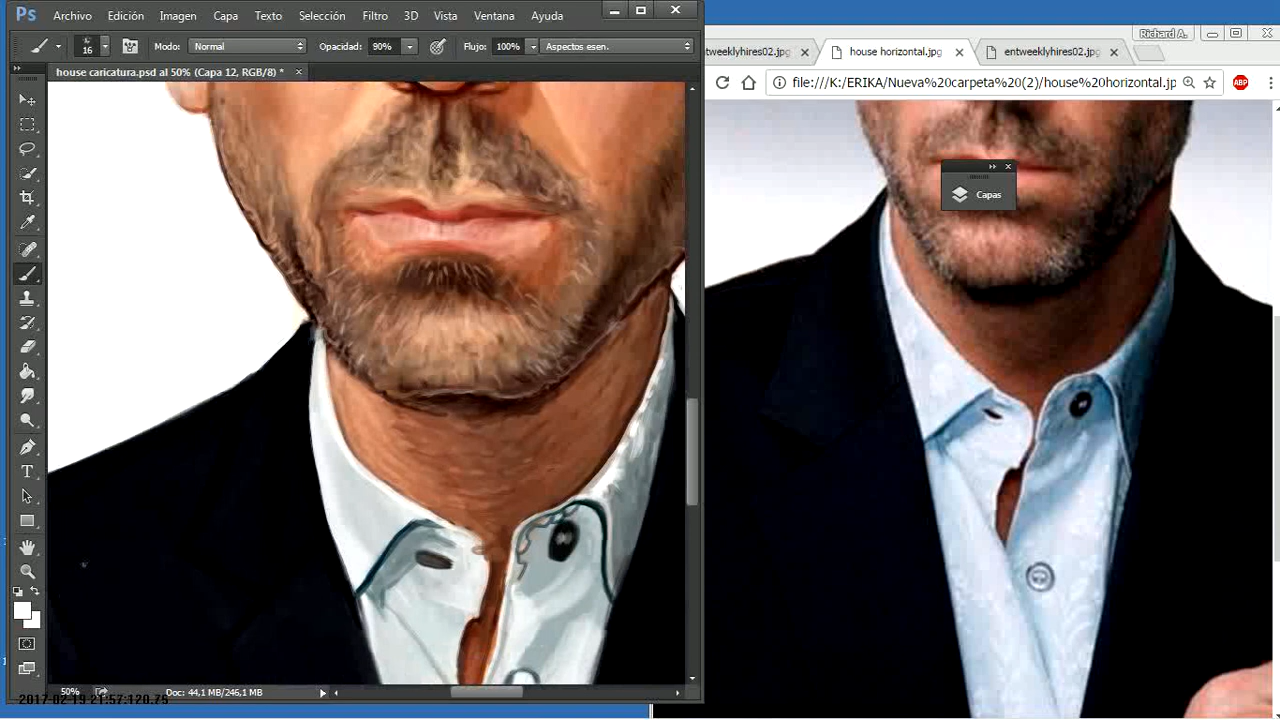 Ps Archivo Edición Imagen Capa Texto Selección Filtro 3D Vista Ventana Ayuda
16 Modo: Normal Opacidad: 90% Flujo: 100% Aspectos esen.
house caricatura.psd al 50% (Capa 12, RGB/8) *
50% Doc: 44,1 MB/246,1 MB
2017-02-19 21:57:120.76
Richard A.
tweeklyhires02.jpg house horizontal.jpg entweeklyhires02.jpg
file:///K:/ERIKA/Nueva%20carpeta%20(2)/house%20horizontal.jp
ABP
Capas
T